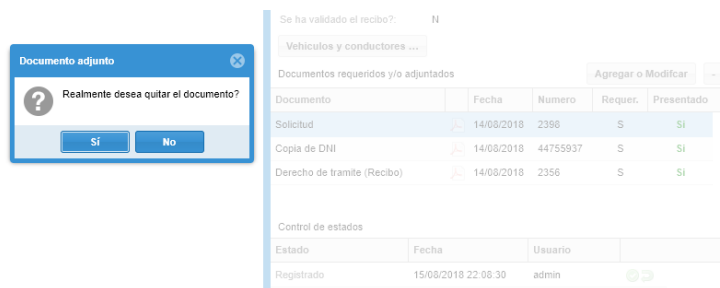 Documento adjunto
Realmente desea quitar el documento?
Sí No
Se ha validado el recibo?: N
Vehiculos y conductores ...
Documentos requeridos y/o adjuntados Agregar o Modifcar
Documento Fecha Numero Requer. Presentado
Solicitud 14/08/2018 2398 S Si
Copia de DNI 14/08/2018 44755937 S Si
Derecho de tramite (Recibo) 14/08/2018 2356 S Si
Control de estados
Estado Fecha Usuario
Registrado 15/08/2018 22:08:30 admin